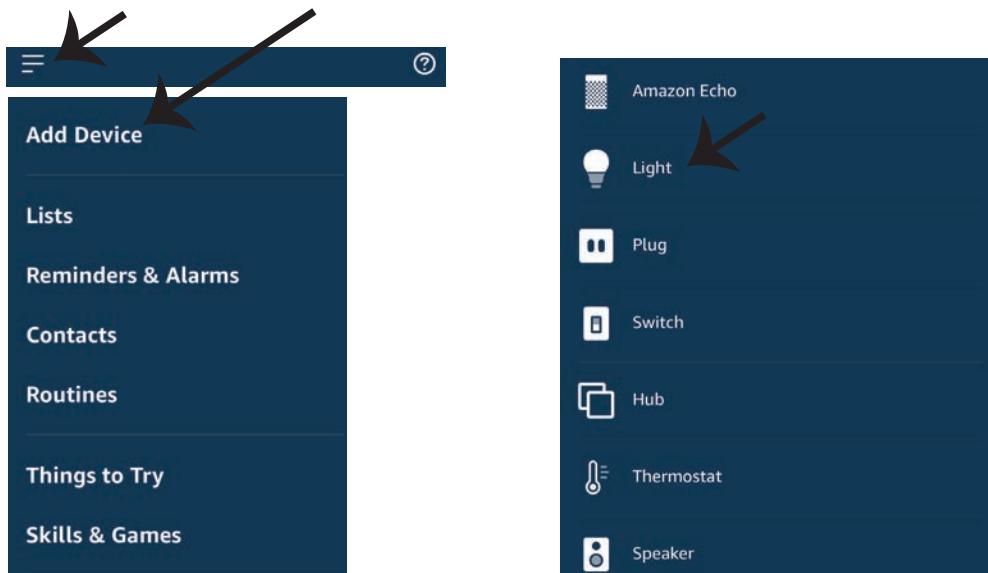 ?
Add Device
Lists
Reminders & Alarms
Contacts
Routines
Things to Try
Skills & Games
Amazon Echo
Light
Plug
Switch
Hub
Thermostat
Speaker